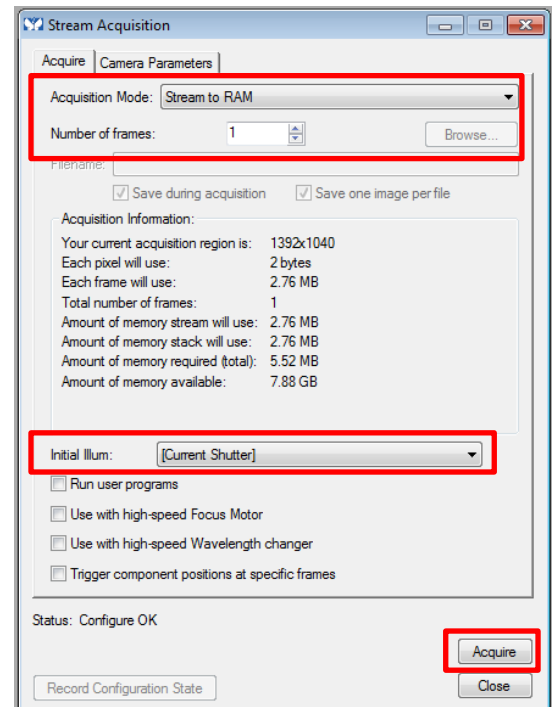 Stream Acquisition
Acquire Camera Parameters
Acquisition Mode: Stream to RAM
Number of frames: 1 Browse...
Filename:
Save during acquisition Save one image per file
Acquisition Information:
Your current acquisition region is: 1392x1040
Each pixel will use: 2 bytes
Each frame will use: 2.76 MB
Total number of frames: 1
Amount of memory stream will use: 2.76 MB
Amount of memory stack will use: 2.76 MB
Amount of memory required (total): 5.52 MB
Amount of memory available: 7.88 GB
Initial Illum: [Current Shutter]
Run user programs
Use with high-speed Focus Motor
Use with high-speed Wavelength changer
Trigger component positions at specific frames
Status: Configure OK
Acquire
Record Configuration State Close